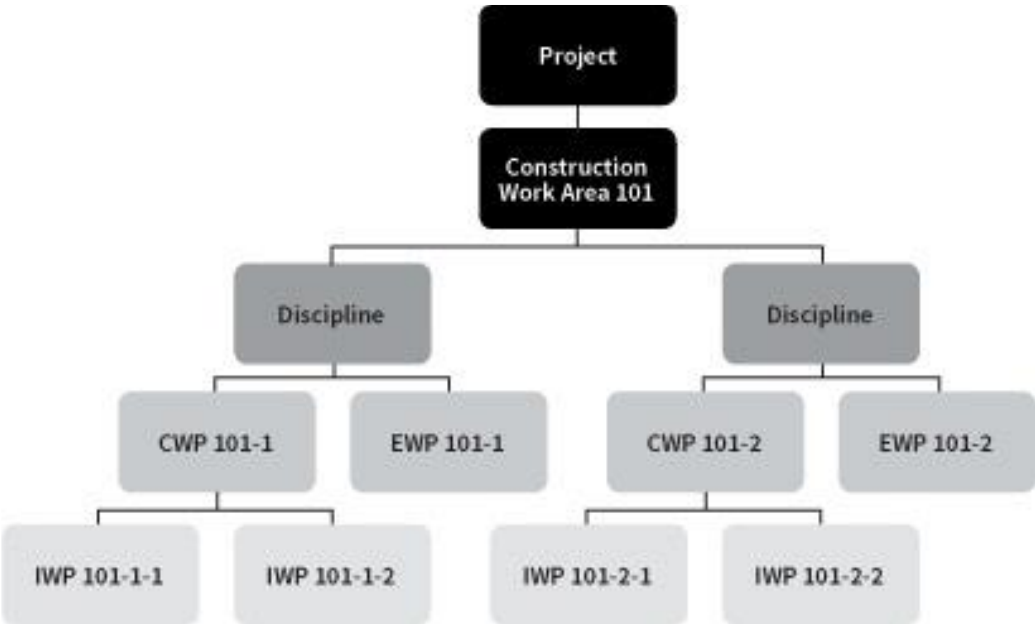 Project
Construction
Work Area 101
Discipline
Discipline
CWP 101-1
EWP 101-1
CWP 101-2
EWP 101-2
IWP 101-1-1
IWP 101-1-2
IWP 101-2-1
IWP 101-2-2